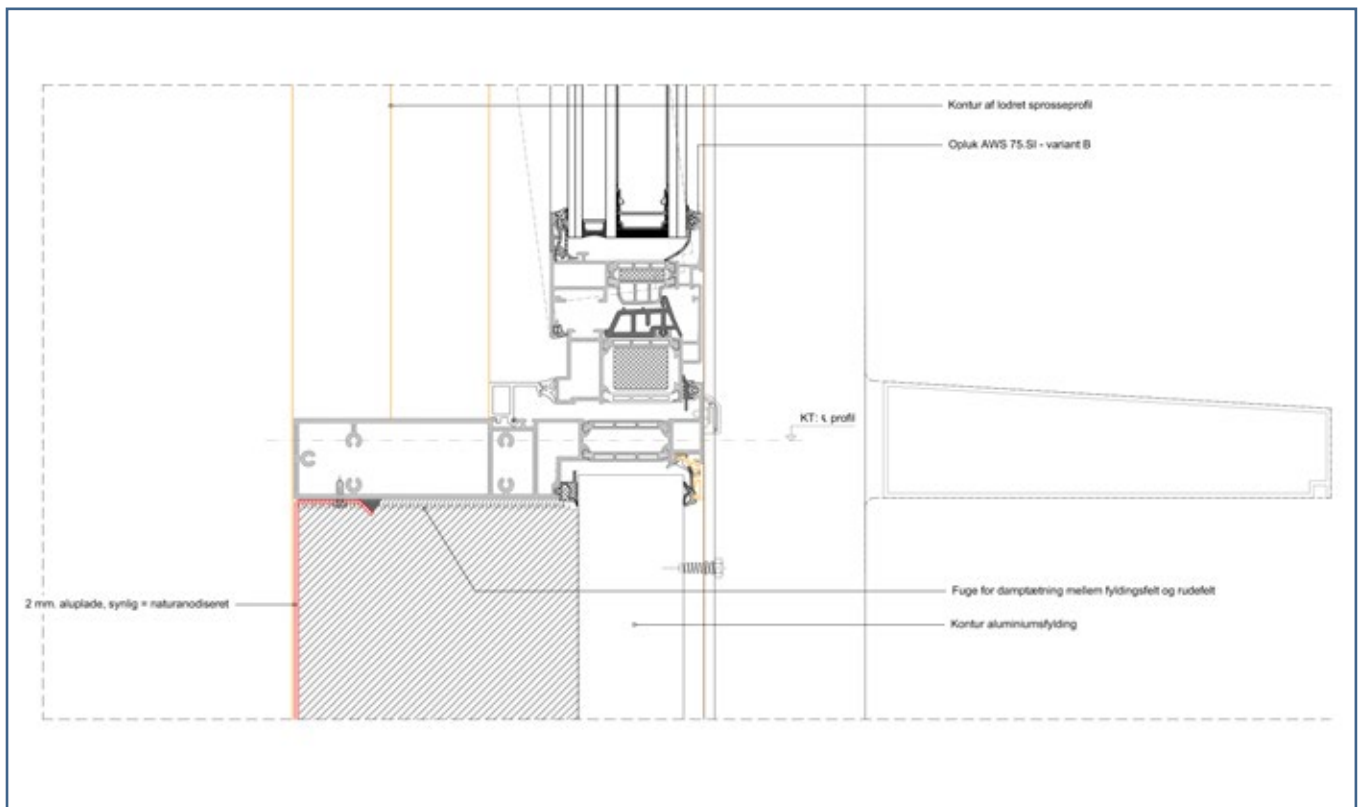 Kontur af lodret sprosseprofil
Opluk AWS 75.SI - variant B
KT: ℄ profil
2 mm. aluplade, synlig = naturanodiseret
Fuge for damptætning mellem fyldingsfelt og rudefelt
Kontur aluminiumsfylding